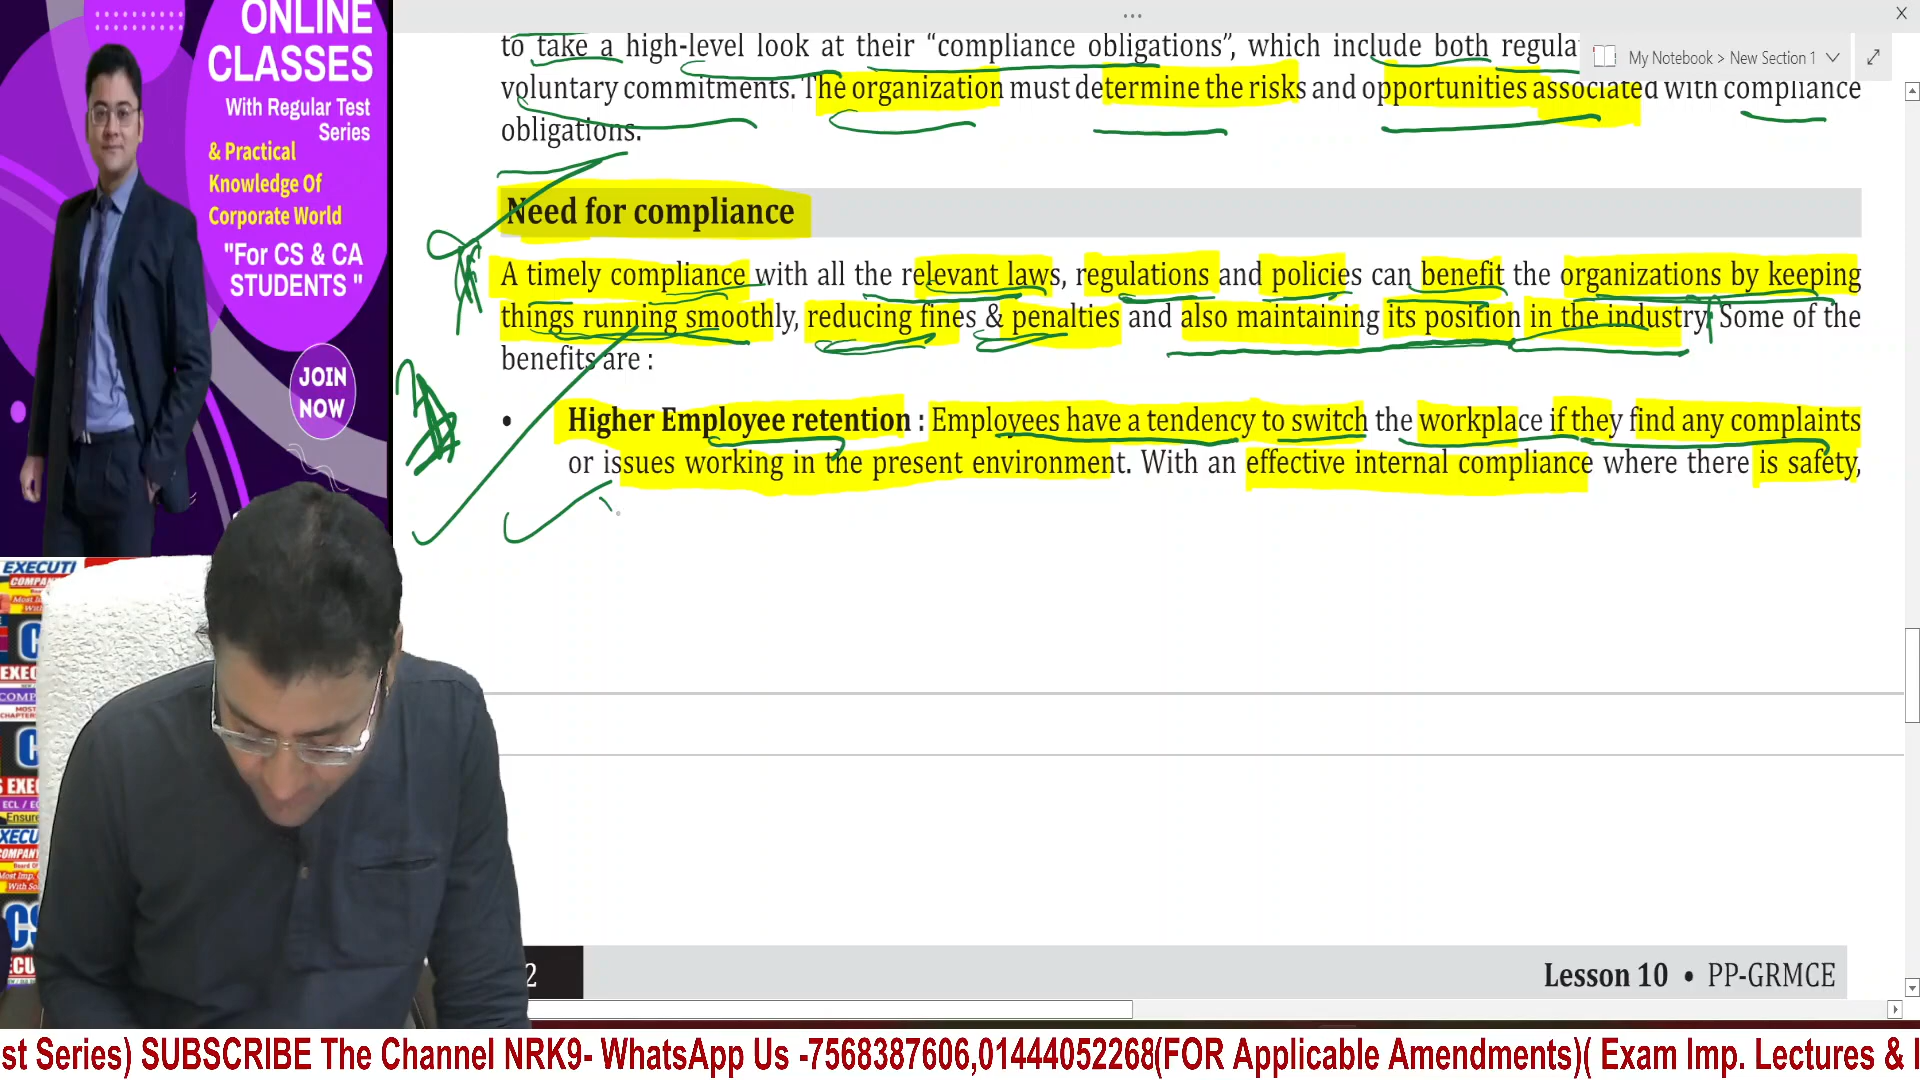 ONLINE
CLASSES
With Regular Test
Series
& Practical
Knowledge Of
Corporate World
"For CS & CA
STUDENTS "
JOIN
NOW
My Notebook > New Section 1
to take a high-level look at their “compliance obligations”, which include both regula
voluntary commitments. The organization must determine the risks and opportunities associated with compliance
obligations.
Need for compliance
A timely compliance with all the relevant laws, regulations and policies can benefit the organizations by keeping
things running smoothly, reducing fines & penalties and also maintaining its position in the industry. Some of the
benefits are :
• Higher Employee retention : Employees have a tendency to switch the workplace if they find any complaints
or issues working in the present environment. With an effective internal compliance where there is safety,
2
Lesson 10 • PP-GRMCE
EXECUTI
st Series) SUBSCRIBE The Channel NRK9- WhatsApp Us -7568387606,01444052268(FOR Applicable Amendments)( Exam Imp. Lectures &